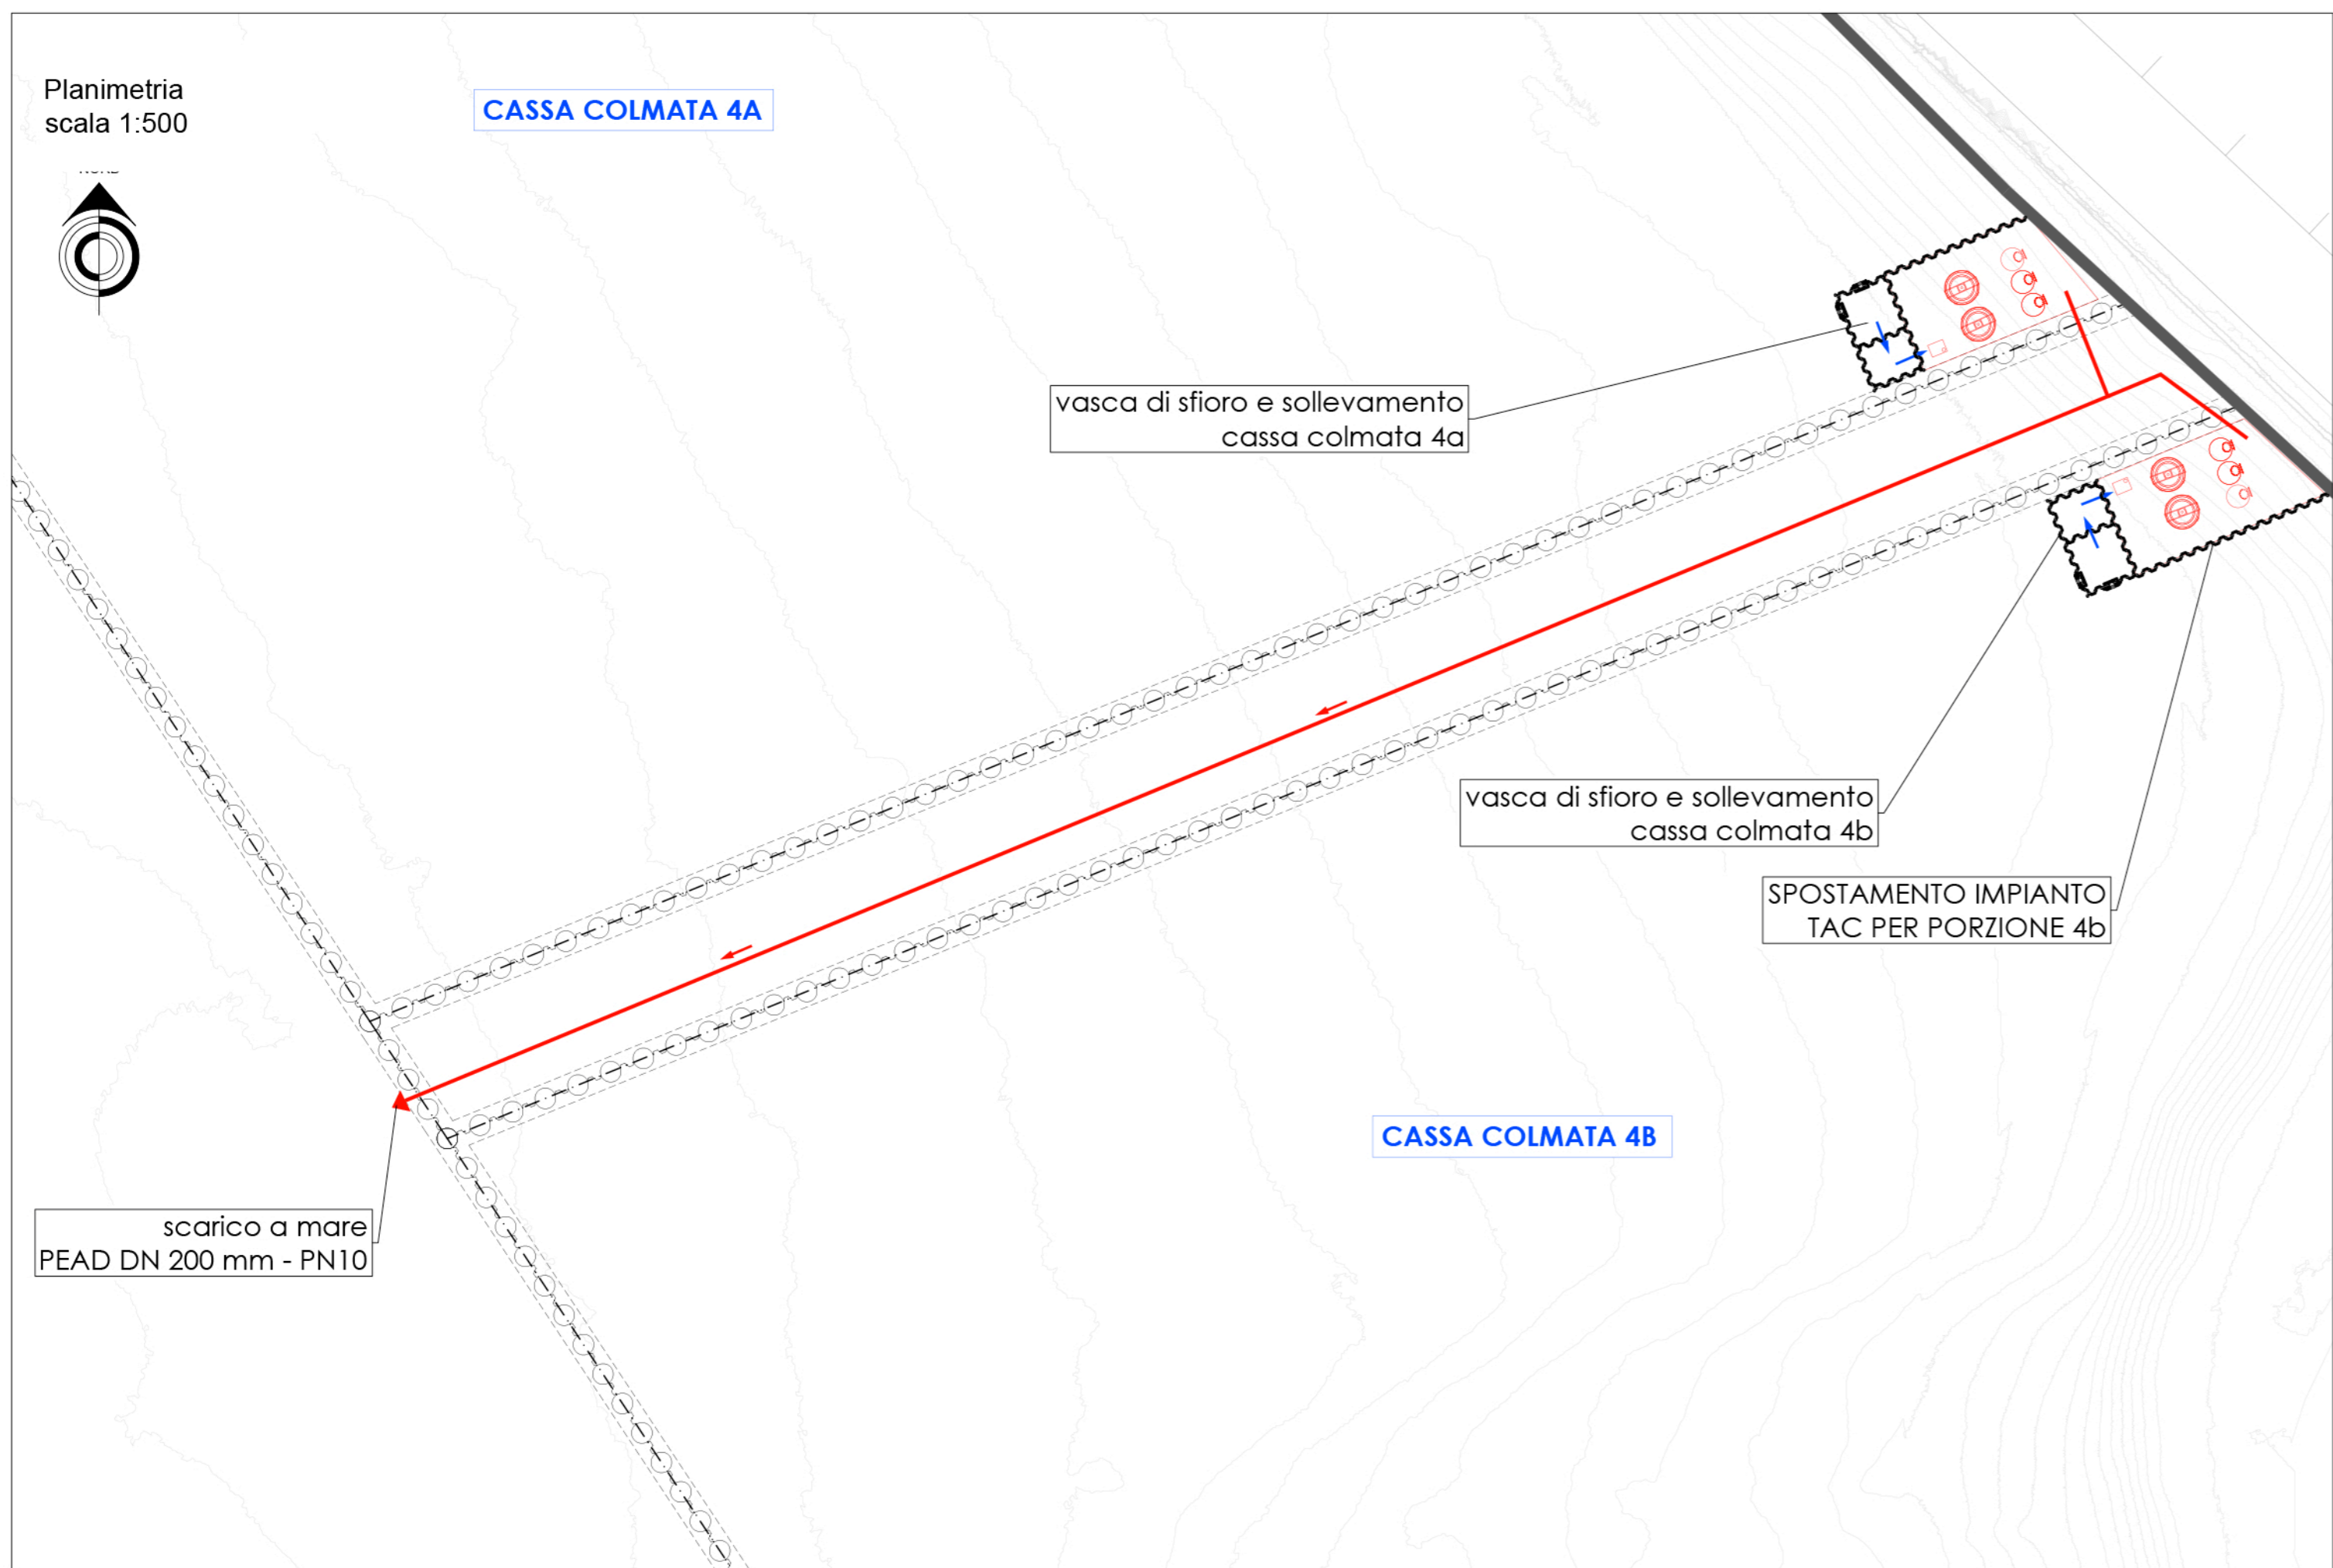 Planimetria
scala 1:500
CASSA COLMATA 4A
vasca di sfioro e sollevamento
cassa colmata 4a
vasca di sfioro e sollevamento
cassa colmata 4b
SPOSTAMENTO IMPIANTO
TAC PER PORZIONE 4b
CASSA COLMATA 4B
scarico a mare
PEAD DN 200 mm - PN10